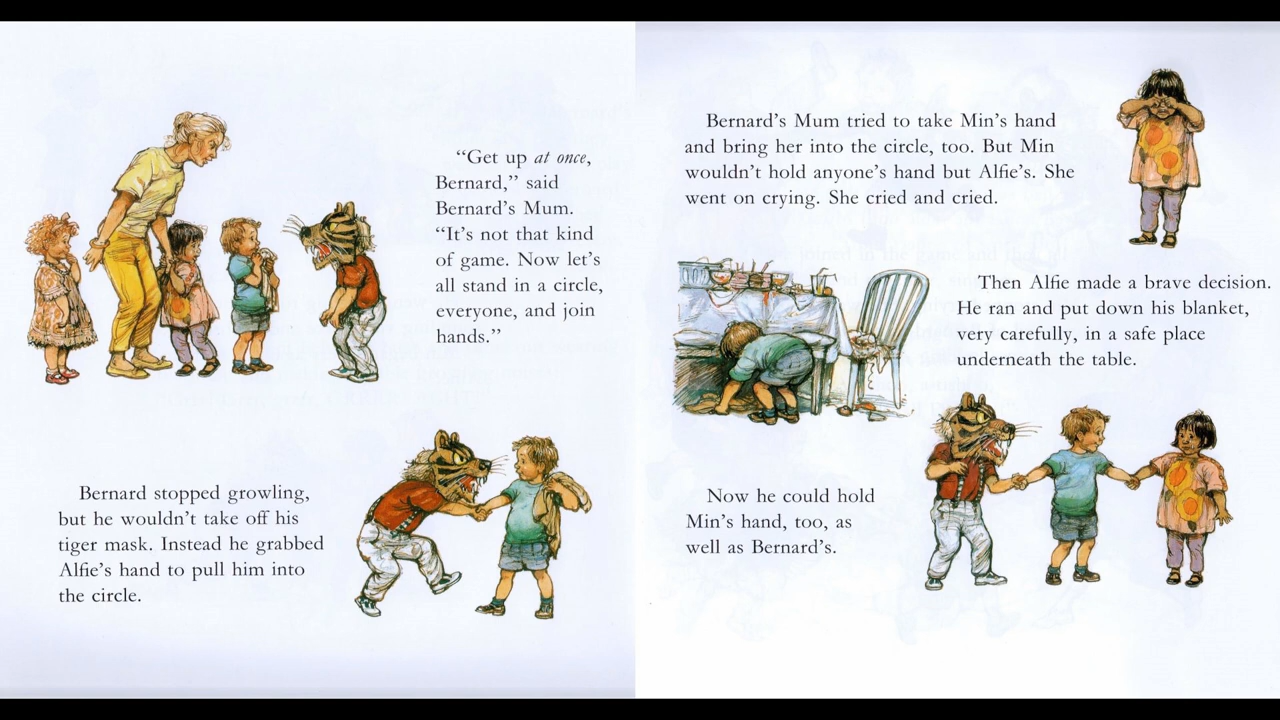 “Get up at once,
Bernard,” said
Bernard’s Mum.
“It’s not that kind
of game. Now let’s
all stand in a circle,
everyone, and join
hands.”
Bernard stopped growling,
but he wouldn’t take off his
tiger mask. Instead he grabbed
Alfie’s hand to pull him into
the circle.
Bernard’s Mum tried to take Min’s hand
and bring her into the circle, too. But Min
wouldn’t hold anyone’s hand but Alfie’s. She
went on crying. She cried and cried.
Then Alfie made a brave decision.
He ran and put down his blanket,
very carefully, in a safe place
underneath the table.
Now he could hold
Min’s hand, too, as
well as Bernard’s.